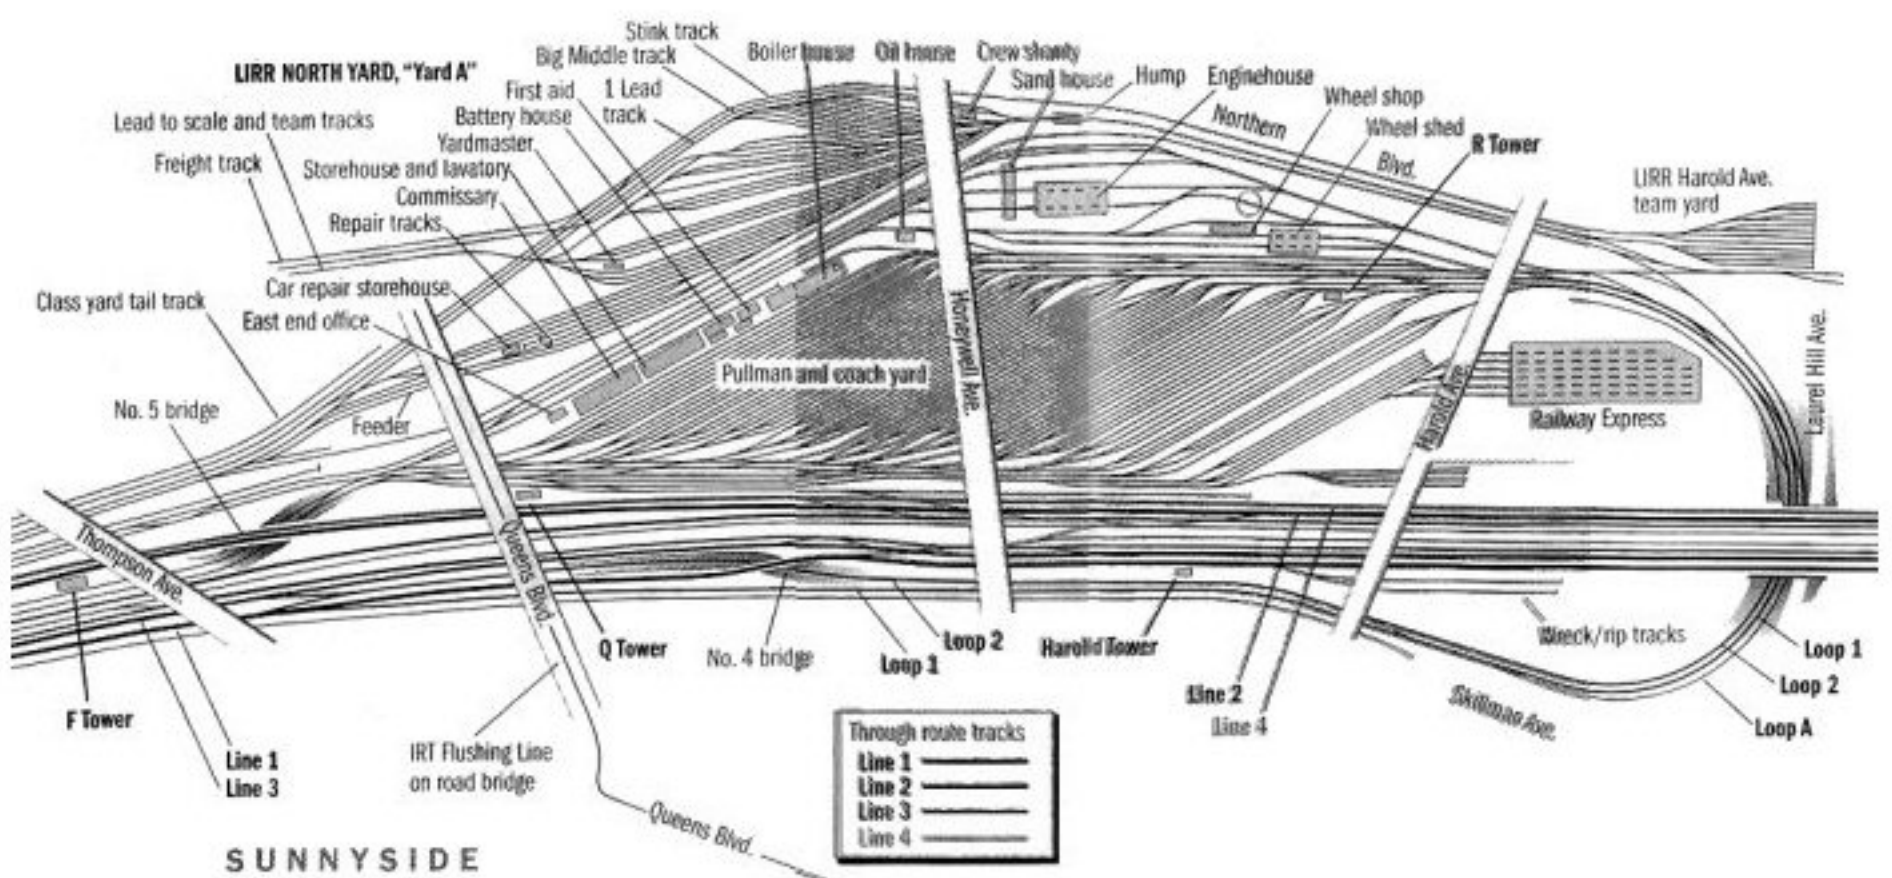 Stink track
Big Middle track
Boiler house
Oil house
Crew shanty
LIRR NORTH YARD, "Yard A"
First aid
1 Lead
track
Sand house
Hump
Enginehouse
Lead to scale and team tracks
Battery house
Northern
Blvd.
Wheel shop
Freight track
Yardmaster
Wheel shed
R Tower
Storehouse and lavatory
Commissary
LIRR Harold Ave.
team yard
Repair tracks
Class yard tail track
Car repair storehouse
East end office
Honeywell Ave.
Laurel Hill Ave.
Pullman and coach yard
No. 5 bridge
Feeder
Harold Ave.
Railway Express
Thompson Ave.
Queens Blvd.
Q Tower
No. 4 bridge
Loop 1
Loop 2
Harold Tower
Wreck/rip tracks
Loop 1
Loop 2
Loop A
Line 2
Line 4
Skillman Ave.
F Tower
Line 1
Line 3
IRT Flushing Line
on road bridge
Through route tracks
Line 1
Line 2
Line 3
Line 4
Queens Blvd.
SUNNYSIDE